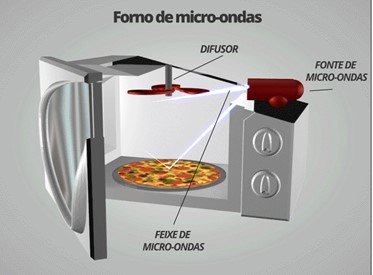 Forno de micro-ondas
DIFUSOR
FONTE DE
MICRO-ONDAS
FEIXE DE
MICRO-ONDAS